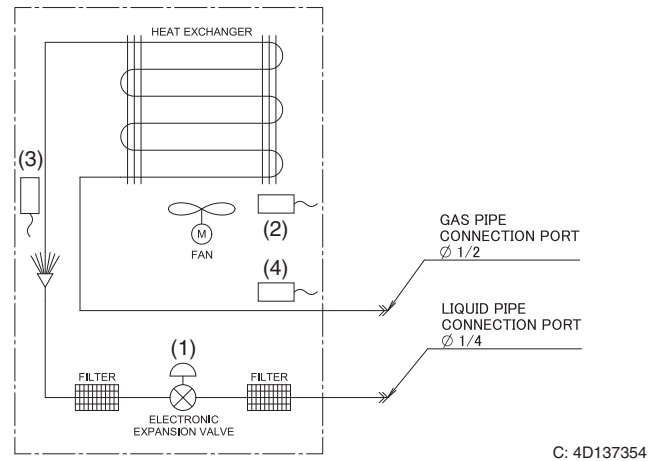 HEAT EXCHANGER
(3)
M
FAN
(2)
(4)
GAS PIPE
CONNECTION PORT
Ø 1/2
LIQUID PIPE
CONNECTION PORT
Ø 1/4
(1)
FILTER
FILTER
ELECTRONIC
EXPANSION VALVE
C: 4D137354